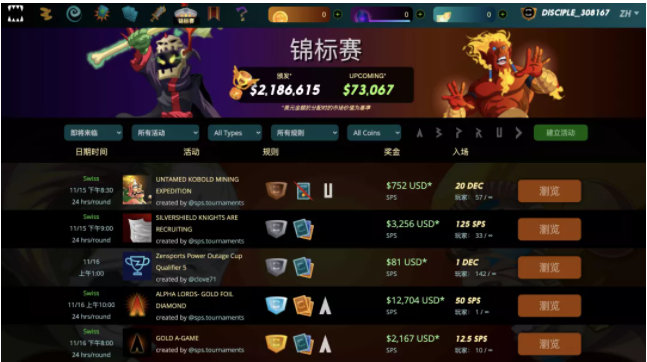 锦标赛
0
0
0
DISCIPLE_308167
ZH
锦标赛
颁发*
UPCOMING*
$2,186,615
$73,067
即将来临
所有活动
All Types
所有规则
All Coins
建立活动
日期时间
活动
规则
奖金
入场
Swiss
11/15 下午8:30
24 hrs/round
UNTAMED KOBOLD MINING
EXPEDITION
created by @sps.tournaments
$752 USD*
SPS
20 DEC
玩家: 57 / ∞
浏览
Swiss
11/15 下午9:00
24 hrs/round
SILVERSHIELD KNIGHTS ARE
RECRUITING
created by @sps.tournaments
$3,256 USD*
SPS
125 SPS
玩家: 33 / ∞
浏览
11/16
上午1:00
Zensports Power Outage Cup
Qualifier 5
created by @clove71
$81 USD*
SPS
1 DEC
玩家: 142 / ∞
浏览
Swiss
11/16 上午10:00
24 hrs/round
ALPHA LORDS- GOLD FOIL
DIAMOND
created by @sps.tournaments
$12,704 USD*
SPS
50 SPS
玩家: 1 / ∞
浏览
Swiss
11/16 下午8:00
24 hrs/round
GOLD A-GAME
created by @sps.tournaments
$2,167 USD*
SPS
12.5 SPS
玩家: 10 / ∞
浏览